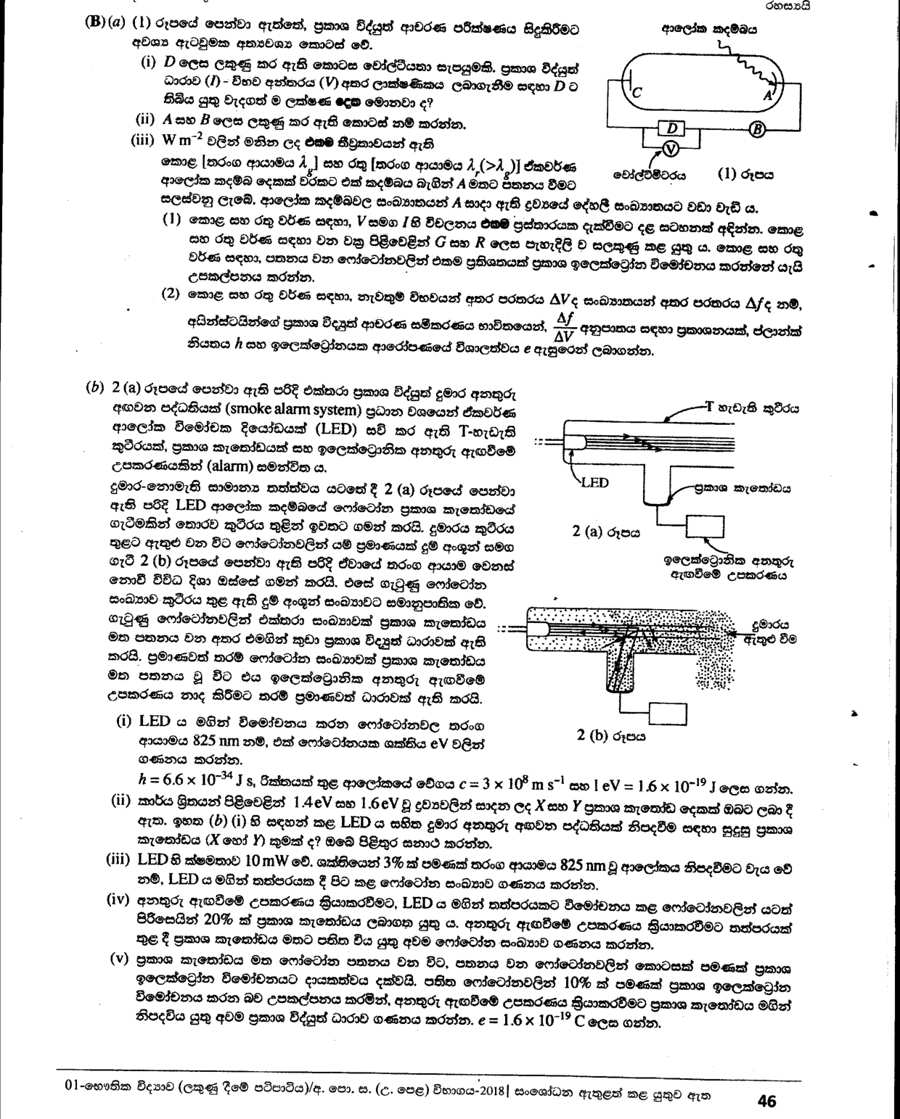 රහස්‍යයි
(B)(a) (1) රූපයේ පෙන්වා ඇත්තේ, ප්‍රකාශ විද්‍යුත් ආචරණ පරීක්ෂණය සිදුකිරීමට
අවශ්‍ය ඇටවුමක අත්‍යවශ්‍ය කොටස් වේ.
ආලෝක කදම්බය
(i) D ලෙස ලකුණු කර ඇති කොටස වෝල්ටීයතා සැපයුමකි. ප්‍රකාශ විද්‍යුත්
ධාරාව (I) - විභව අන්තරය (V) අතර ලාක්ෂණිකය ලබාගැනීම සඳහා D ට
තිබිය යුතු වැදගත් ම ලක්ෂණ දෙක මොනවා ද?
(ii) A සහ B ලෙස ලකුණු කර ඇති කොටස් නම් කරන්න.
C
A
D
B
V
වෝල්ට්මීටරය
(1) රූපය
(iii) W m⁻² වලින් මනින ලද එකම තීව්‍රතාවයන් ඇති
කොළ [තරංග ආයාමය λg] සහ රතු [තරංග ආයාමය λr(>λg)] ඒකවර්ණ
ආලෝක කදම්බ දෙකක් වරකට එක් කදම්බය බැගින් A මතට පතනය වීමට
සලස්වනු ලැබේ. ආලෝක කදම්බවල සංඛ්‍යාතයන් A සාදා ඇති ද්‍රව්‍යයේ දේහලී සංඛ්‍යාතයට වඩා වැඩි ය.
(1) කොළ සහ රතු වර්ණ සඳහා, V සමග I හි විචලනය එකම ප්‍රස්තාරයක දැක්වීමට දළ සටහනක් අඳින්න. කොළ
සහ රතු වර්ණ සඳහා වන වක්‍ර පිළිවෙළින් G සහ R ලෙස පැහැදිලි ව සලකුණු කළ යුතු ය. කොළ සහ රතු
වර්ණ සඳහා, පතනය වන ෆෝටෝනවලින් එකම ප්‍රතිශතයක් ප්‍රකාශ ඉලෙක්ට්‍රෝන විමෝචනය කරන්නේ යැයි
උපකල්පනය කරන්න.
(2) කොළ සහ රතු වර්ණ සඳහා, නැවතුම් විභවයන් අතර පරතරය ΔV ද සංඛ්‍යාතයන් අතර පරතරය Δf ද නම්,
අයින්ස්ටයින්ගේ ප්‍රකාශ විද්‍යුත් ආචරණ සමීකරණය භාවිතයෙන්, Δf/ΔV අනුපාතය සඳහා ප්‍රකාශනයක්, ප්ලාන්ක්
නියතය h සහ ඉලෙක්ට්‍රෝනයක ආරෝපණයේ විශාලත්වය e ඇසුරෙන් ලබාගන්න.
(b) 2 (a) රූපයේ පෙන්වා ඇති පරිදි එක්තරා ප්‍රකාශ විද්‍යුත් දුමාර අනතුරු
අඟවන පද්ධතියක් (smoke alarm system) ප්‍රධාන වශයෙන් ඒකවර්ණ
ආලෝක විමෝචක දියෝඩයක් (LED) සවි කර ඇති T-හැඩැති
කුටීරයක්, ප්‍රකාශ කැතෝඩයක් සහ ඉලෙක්ට්‍රොනික අනතුරු ඇඟවීමේ
උපකරණයකින් (alarm) සමන්විත ය.
T හැඩැති කුටීරය
LED
ප්‍රකාශ කැතෝඩය
2 (a) රූපය
ඉලෙක්ට්‍රොනික අනතුරු
ඇඟවීමේ උපකරණය
දුමාර-නොමැති සාමාන්‍ය තත්ත්වය යටතේ දී 2 (a) රූපයේ පෙන්වා
ඇති පරිදි LED ආලෝක කදම්බයේ ෆෝටෝන ප්‍රකාශ කැතෝඩයේ
ගැටීමකින් තොරව කුටීරය තුළින් ඉවතට ගමන් කරයි. දුමාරය කුටීරය
තුළට ඇතුළු වන විට ෆෝටෝනවලින් යම් ප්‍රමාණයක් දුම් අංශූන් සමග
ගැටී 2 (b) රූපයේ පෙන්වා ඇති පරිදි ඒවායේ තරංග ආයාම වෙනස්
නොවී විවිධ දිශා ඔස්සේ ගමන් කරයි. එසේ ගැටුණු ෆෝටෝන
සංඛ්‍යාව කුටීරය තුළ ඇති දුම් අංශූන් සංඛ්‍යාවට සමානුපාතික වේ.
ගැටුණු ෆෝටෝනවලින් එක්තරා සංඛ්‍යාවක් ප්‍රකාශ කැතෝඩය
මත පතනය වන අතර එමගින් කුඩා ප්‍රකාශ විද්‍යුත් ධාරාවක් ඇති
කරයි. ප්‍රමාණවත් තරම් ෆෝටෝන සංඛ්‍යාවක් ප්‍රකාශ කැතෝඩය
මත පතනය වූ විට එය ඉලෙක්ට්‍රොනික අනතුරු ඇඟවීමේ
උපකරණය නාද කිරීමට තරම් ප්‍රමාණවත් ධාරාවක් ඇති කරයි.
දුමාරය
ඇතුළු වීම
2 (b) රූපය
(i) LED ය මගින් විමෝචනය කරන ෆෝටෝනවල තරංග
ආයාමය 825 nm නම්, එක් ෆෝටෝනයක ශක්තිය eV වලින්
ගණනය කරන්න.
h = 6.6 × 10⁻³⁴ J s, රික්තයක් තුළ ආලෝකයේ වේගය c = 3 × 10⁸ m s⁻¹ සහ 1 eV = 1.6 × 10⁻¹⁹ J ලෙස ගන්න.
(ii) කාර්ය ශ්‍රිතයන් පිළිවෙළින් 1.4 eV සහ 1.6 eV වූ ද්‍රව්‍යවලින් සාදන ලද X සහ Y ප්‍රකාශ කැතෝඩ දෙකක් ඔබට ලබා දී
ඇත. ඉහත (b) (i) හි සඳහන් කළ LED ය සහිත දුමාර අනතුරු අඟවන පද්ධතියක් නිපදවීම සඳහා සුදුසු ප්‍රකාශ
කැතෝඩය (X හෝ Y) කුමක් ද? ඔබේ පිළිතුර සනාථ කරන්න.
(iii) LED හි ක්ෂමතාව 10 mW වේ. ශක්තියෙන් 3% ක් පමණක් තරංග ආයාමය 825 nm වූ ආලෝකය නිපදවීමට වැය වේ
නම්, LED ය මගින් තත්පරයක දී පිට කළ ෆෝටෝන සංඛ්‍යාව ගණනය කරන්න.
(iv) අනතුරු ඇඟවීමේ උපකරණය ක්‍රියාකරවීමට, LED ය මගින් තත්පරයකට විමෝචනය කළ ෆෝටෝනවලින් යටත්
පිරිසෙයින් 20% ක් ප්‍රකාශ කැතෝඩය ලබාගත යුතු ය. අනතුරු ඇඟවීමේ උපකරණය ක්‍රියාකරවීමට තත්පරයක්
තුළ දී ප්‍රකාශ කැතෝඩය මතට පතිත විය යුතු අවම ෆෝටෝන සංඛ්‍යාව ගණනය කරන්න.
(v) ප්‍රකාශ කැතෝඩය මත ෆෝටෝන පතනය වන විට, පතනය වන ෆෝටෝනවලින් කොටසක් පමණක් ප්‍රකාශ
ඉලෙක්ට්‍රෝන විමෝචනයට දායකත්වය දක්වයි. පතිත ෆෝටෝනවලින් 10% ක් පමණක් ප්‍රකාශ ඉලෙක්ට්‍රෝන
විමෝචනය කරන බව උපකල්පනය කරමින්, අනතුරු ඇඟවීමේ උපකරණය ක්‍රියාකරවීමට ප්‍රකාශ කැතෝඩය මගින්
නිපදවිය යුතු අවම ප්‍රකාශ විද්‍යුත් ධාරාව ගණනය කරන්න. e = 1.6 × 10⁻¹⁹ C ලෙස ගන්න.
01-භෞතික විද්‍යාව (ලකුණු දීමේ පටිපාටිය)/අ. පො. ස. (උ. පෙළ) විභාගය-2018| සංශෝධන ඇතුළත් කළ යුතුව ඇත
46